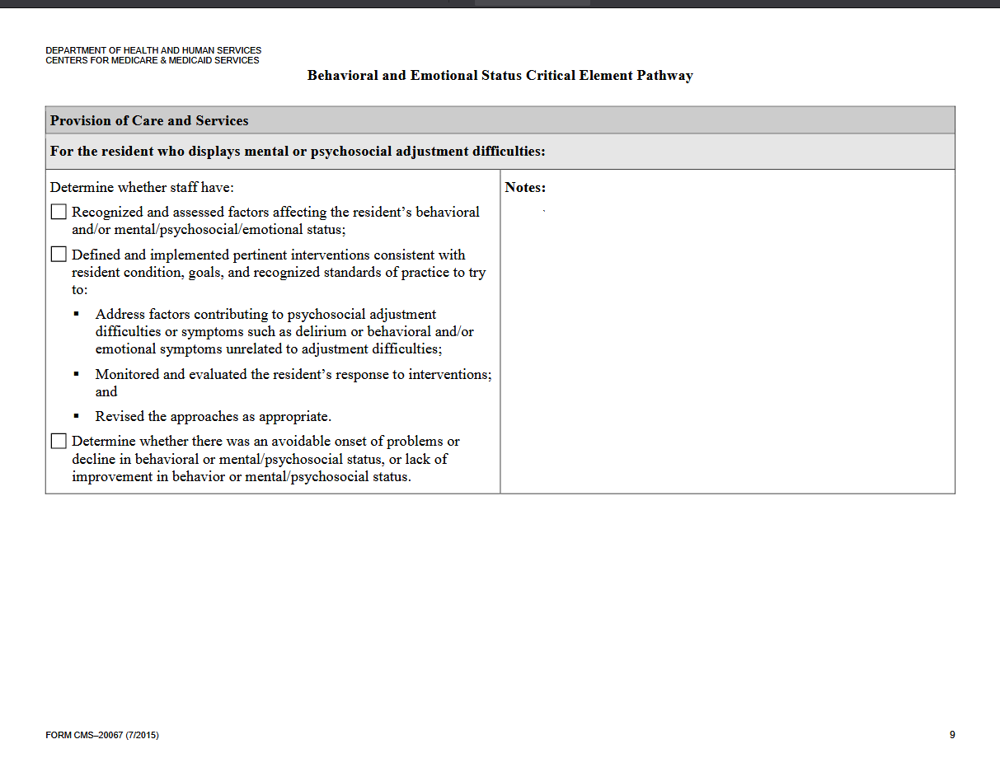 DEPARTMENT OF HEALTH AND HUMAN SERVICES
CENTERS FOR MEDICARE & MEDICAID SERVICES
Behavioral and Emotional Status Critical Element Pathway
Provision of Care and Services
For the resident who displays mental or psychosocial adjustment difficulties:
Determine whether staff have:
Recognized and assessed factors affecting the resident’s behavioral
and/or mental/psychosocial/emotional status;
Defined and implemented pertinent interventions consistent with
resident condition, goals, and recognized standards of practice to try
to:
▪ Address factors contributing to psychosocial adjustment
difficulties or symptoms such as delirium or behavioral and/or
emotional symptoms unrelated to adjustment difficulties;
▪ Monitored and evaluated the resident’s response to interventions;
and
▪ Revised the approaches as appropriate.
Determine whether there was an avoidable onset of problems or
decline in behavioral or mental/psychosocial status, or lack of
improvement in behavior or mental/psychosocial status.
Notes:
FORM CMS–20067 (7/2015)
9